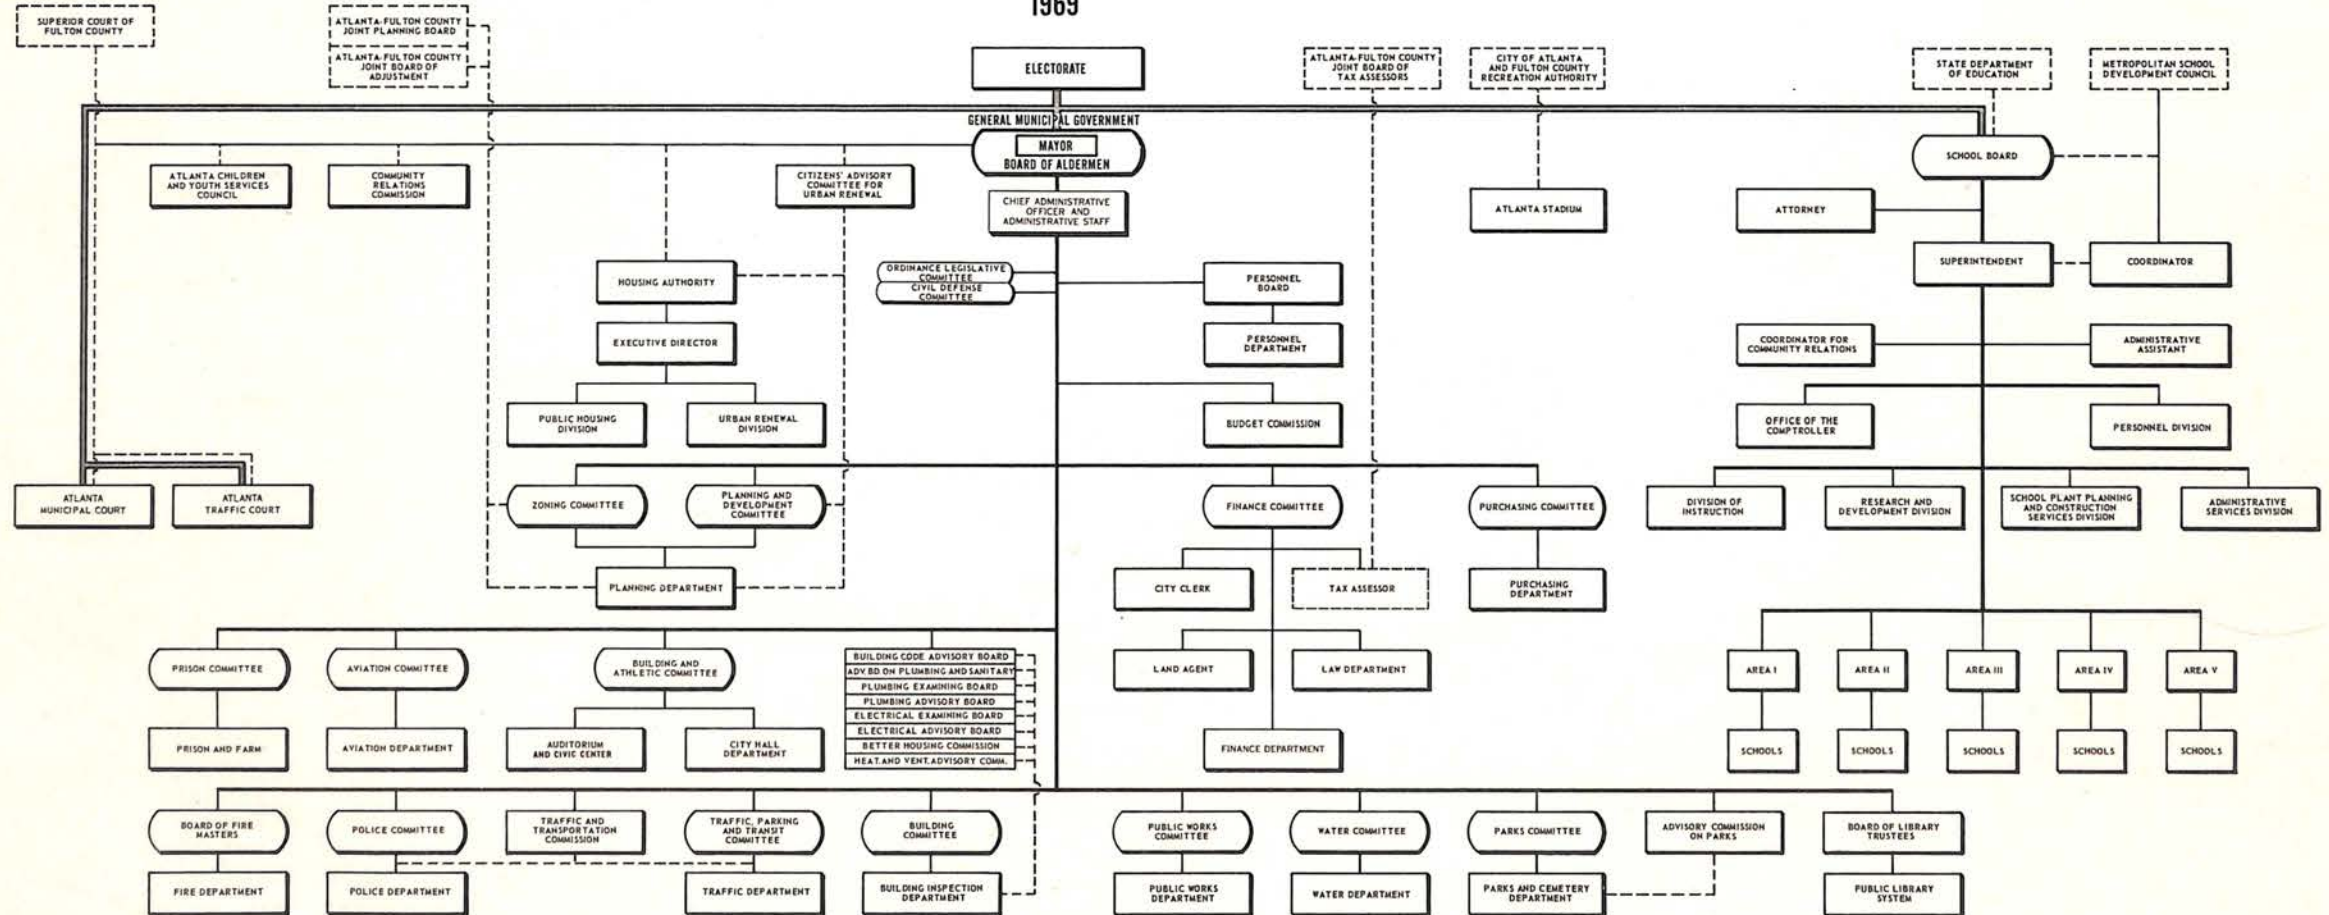 1969
SUPERIOR COURT OF
FULTON COUNTY
ATLANTA-FULTON COUNTY
JOINT PLANNING BOARD
ATLANTA-FULTON COUNTY
JOINT BOARD OF
ADJUSTMENT
ELECTORATE
ATLANTA-FULTON COUNTY
JOINT BOARD OF
TAX ASSESSORS
CITY OF ATLANTA
AND FULTON COUNTY
RECREATION AUTHORITY
STATE DEPARTMENT
OF EDUCATION
METROPOLITAN SCHOOL
DEVELOPMENT COUNCIL
GENERAL MUNICIPAL GOVERNMENT
MAYOR
BOARD OF ALDERMEN
SCHOOL BOARD
ATLANTA CHILDREN
AND YOUTH SERVICES
COUNCIL
COMMUNITY
RELATIONS
COMMISSION
CITIZENS' ADVISORY
COMMITTEE FOR
URBAN RENEWAL
CHIEF ADMINISTRATIVE
OFFICER AND
ADMINISTRATIVE STAFF
ATLANTA STADIUM
ATTORNEY
HOUSING AUTHORITY
ORDINANCE LEGISLATIVE
COMMITTEE
CIVIL DEFENSE
COMMITTEE
PERSONNEL
BOARD
SUPERINTENDENT
COORDINATOR
EXECUTIVE DIRECTOR
PERSONNEL
DEPARTMENT
COORDINATOR FOR
COMMUNITY RELATIONS
ADMINISTRATIVE
ASSISTANT
PUBLIC HOUSING
DIVISION
URBAN RENEWAL
DIVISION
BUDGET COMMISSION
OFFICE OF THE
COMPTROLLER
PERSONNEL DIVISION
ATLANTA
MUNICIPAL COURT
ATLANTA
TRAFFIC COURT
ZONING COMMITTEE
PLANNING AND
DEVELOPMENT
COMMITTEE
FINANCE COMMITTEE
PURCHASING COMMITTEE
DIVISION OF
INSTRUCTION
RESEARCH AND
DEVELOPMENT DIVISION
SCHOOL PLANT PLANNING
AND CONSTRUCTION
SERVICES DIVISION
ADMINISTRATIVE
SERVICES DIVISION
PLANNING DEPARTMENT
CITY CLERK
TAX ASSESSOR
PURCHASING
DEPARTMENT
PRISON COMMITTEE
AVIATION COMMITTEE
BUILDING AND
ATHLETIC COMMITTEE
BUILDING CODE ADVISORY BOARD
ADV. BD ON PLUMBING AND SANITARY
PLUMBING EXAMINING BOARD
PLUMBING ADVISORY BOARD
ELECTRICAL EXAMINING BOARD
ELECTRICAL ADVISORY BOARD
BETTER HOUSING COMMISSION
HEAT. AND VENT. ADVISORY COMM.
LAND AGENT
LAW DEPARTMENT
AREA I
AREA II
AREA III
AREA IV
AREA V
PRISON AND FARM
AVIATION DEPARTMENT
AUDITORIUM
AND CIVIC CENTER
CITY HALL
DEPARTMENT
FINANCE DEPARTMENT
SCHOOLS
SCHOOLS
SCHOOLS
SCHOOLS
SCHOOLS
BOARD OF FIRE
MASTERS
POLICE COMMITTEE
TRAFFIC AND
TRANSPORTATION
COMMISSION
TRAFFIC, PARKING
AND TRANSIT
COMMITTEE
BUILDING
COMMITTEE
PUBLIC WORKS
COMMITTEE
WATER COMMITTEE
PARKS COMMITTEE
ADVISORY COMMISSION
ON PARKS
BOARD OF LIBRARY
TRUSTEES
FIRE DEPARTMENT
POLICE DEPARTMENT
TRAFFIC DEPARTMENT
BUILDING INSPECTION
DEPARTMENT
PUBLIC WORKS
DEPARTMENT
WATER DEPARTMENT
PARKS AND CEMETERY
DEPARTMENT
PUBLIC LIBRARY
SYSTEM